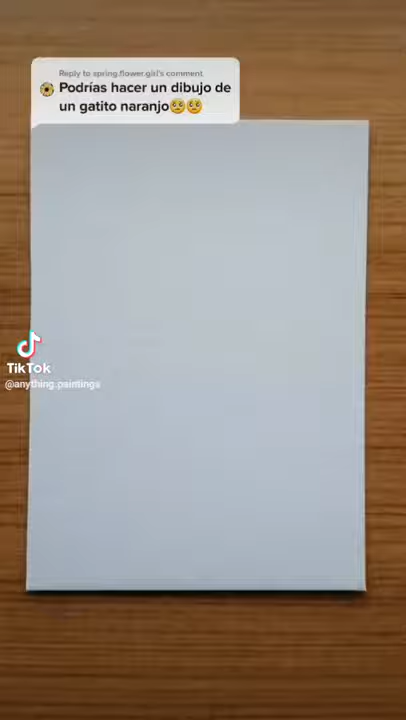 Reply to spring.flower.girl's comment
Podrías hacer un dibujo de
un gatito naranjo🥺🥺
TikTok
@anything.paintings